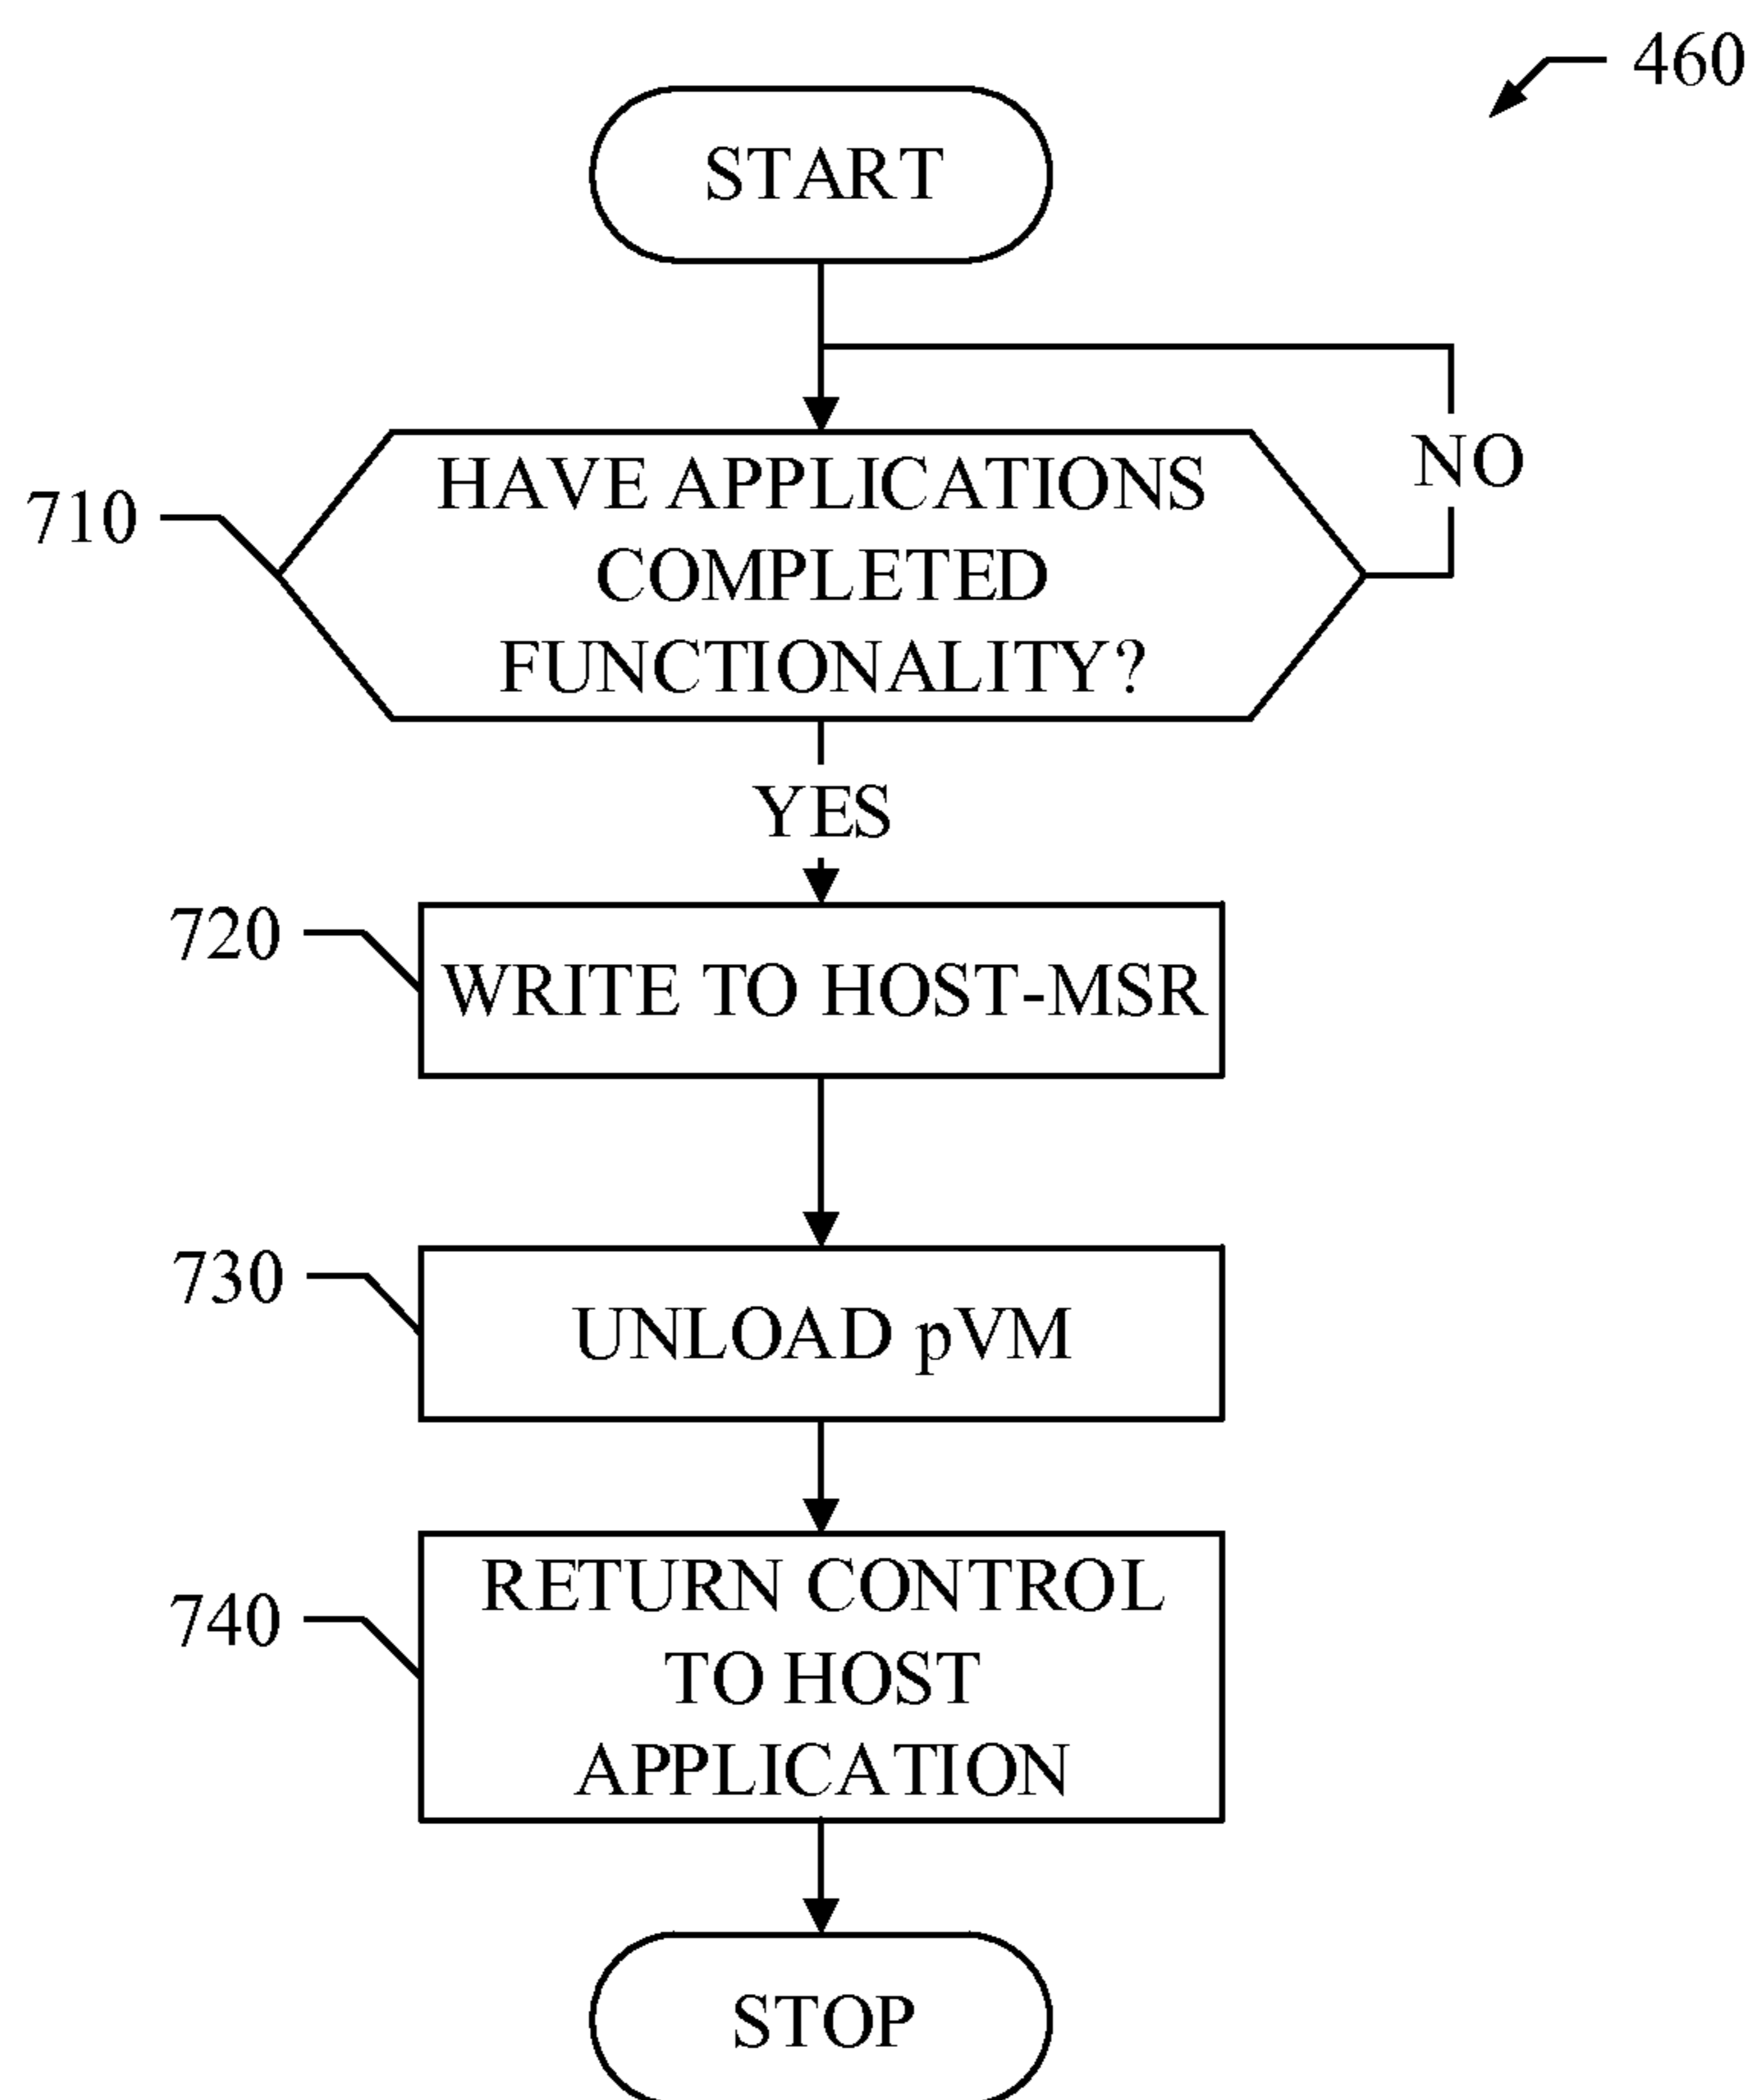 460
START
HAVE APPLICATIONS
COMPLETED
FUNCTIONALITY?
NO
710
YES
720
WRITE TO HOST-MSR
730
UNLOAD pVM
740
RETURN CONTROL
TO HOST
APPLICATION
STOP